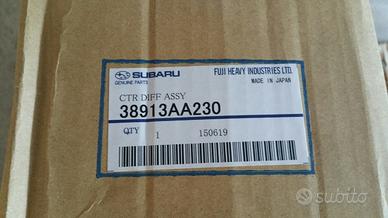 SUBARU
GENUINE PARTS
FUJI HEAVY INDUSTRIES LTD.
MADE IN JAPAN
CTR DIFF ASSY
38913AA230
QTY 1 150619
subito